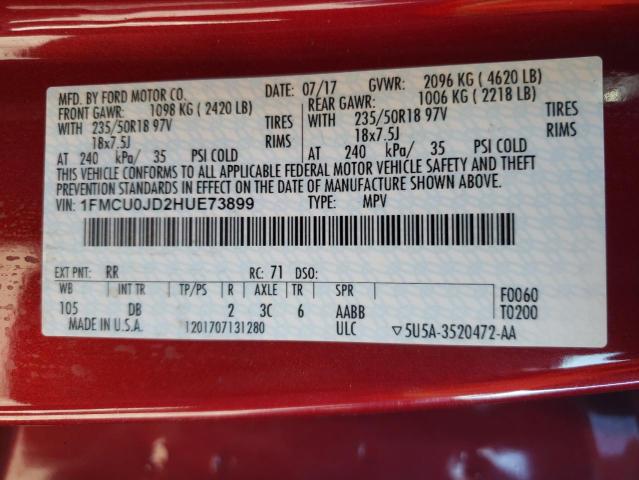 MFD. BY FORD MOTOR CO. DATE: 07/17 GVWR: 2096 KG ( 4620 LB)
FRONT GAWR: 1098 KG ( 2420 LB) REAR GAWR: 1006 KG ( 2218 LB)
WITH 235/50R18 97V TIRES WITH 235/50R18 97V TIRES
18x7.5J RIMS 18x7.5J RIMS
AT 240 kPa/ 35 PSI COLD AT 240 kPa/ 35 PSI COLD
THIS VEHICLE CONFORMS TO ALL APPLICABLE FEDERAL MOTOR VEHICLE SAFETY AND THEFT
PREVENTION STANDARDS IN EFFECT ON THE DATE OF MANUFACTURE SHOWN ABOVE.
VIN: 1FMCU0JD2HUE73899 TYPE: MPV
EXT PNT: RR RC: 71 DSO:
WB INT TR TP/PS R AXLE TR SPR F0060
105 DB 2 3C 6 AABB T0200
MADE IN U.S.A. 1201707131280 ULC ▽5U5A-3520472-AA